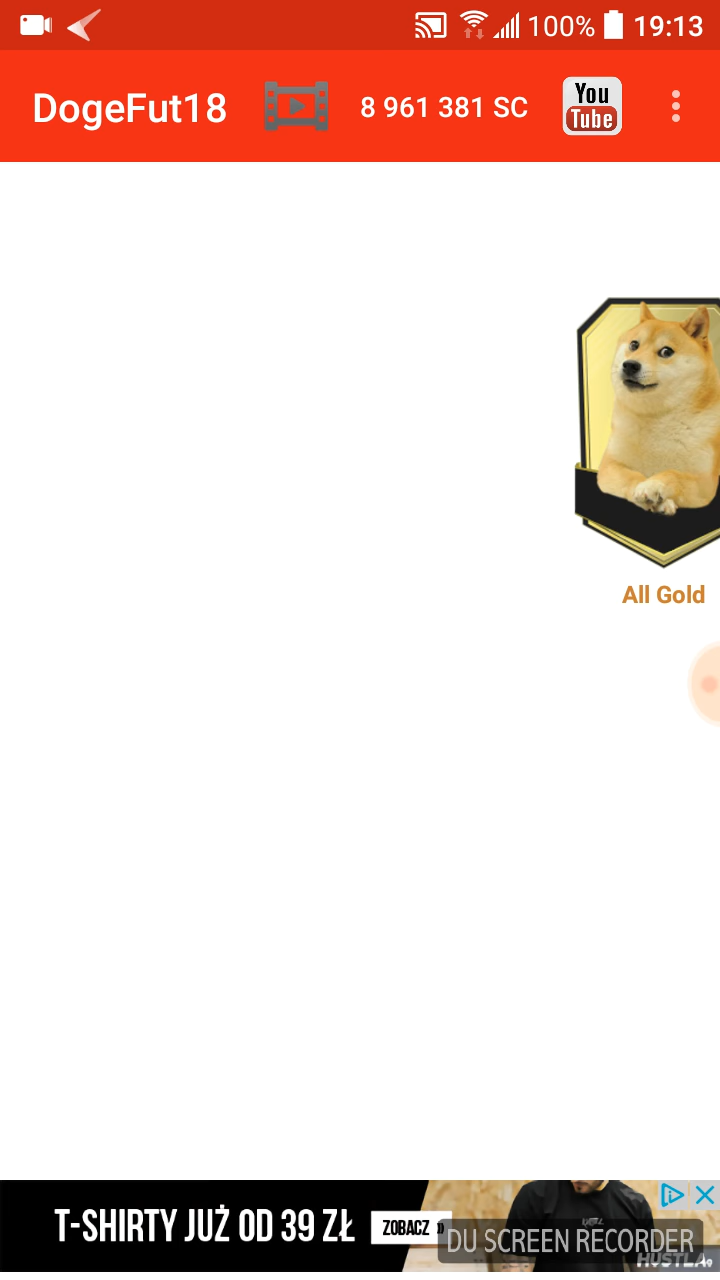 100% 19:13
DogeFut18 8 961 381 SC You
Tube
All Gold
T-SHIRTY JUŻ OD 39 ZŁ ZOBACZ »
DU SCREEN RECORDER
HUSTLA